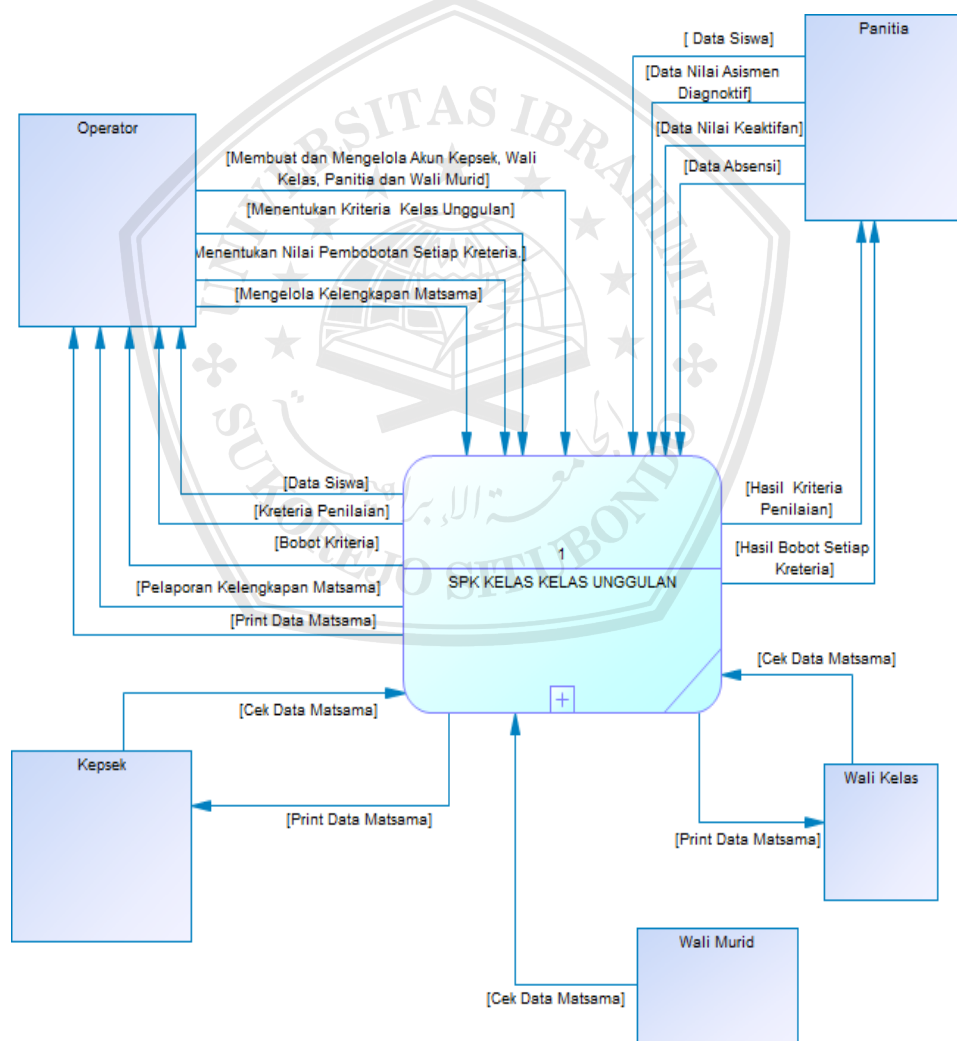 Panitia
[ Data Siswa]
[Data Nilai Asismen
Diagnoktif]
[Data Nilai Keaktifan]
[Data Absensi]
Operator
[Membuat dan Mengelola Akun Kepsek, Wali
Kelas, Panitia dan Wali Murid]
[Menentukan Kriteria  Kelas Unggulan]
Menentukan Nilai Pembobotan Setiap Kreteria.]
[Mengelola Kelengkapan Matsama]
UNIVERSITAS IBRAHIMY
SUKOREJO SITUBONDO
[Data Siswa]
[Kreteria Penilaian]
[Bobot Kriteria]
[Pelaporan Kelengkapan Matsama]
[Print Data Matsama]
[Hasil  Kriteria
Penilaian]
[Hasil Bobot Setiap
Kreteria]
1
SPK KELAS KELAS UNGGULAN
[Cek Data Matsama]
[Cek Data Matsama]
Kepsek
[Print Data Matsama]
Wali Kelas
[Print Data Matsama]
Wali Murid
[Cek Data Matsama]